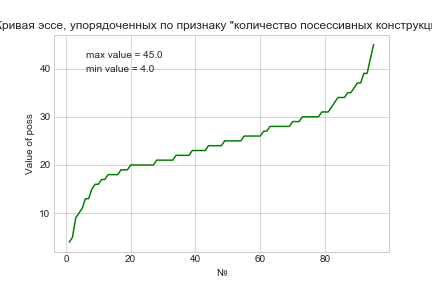 Кривая эссе, упорядоченных по признаку "количество посессивных конструкц
max value = 45.0
min value = 4.0
Value of poss
40
30
20
10
0
20
40
60
80
№